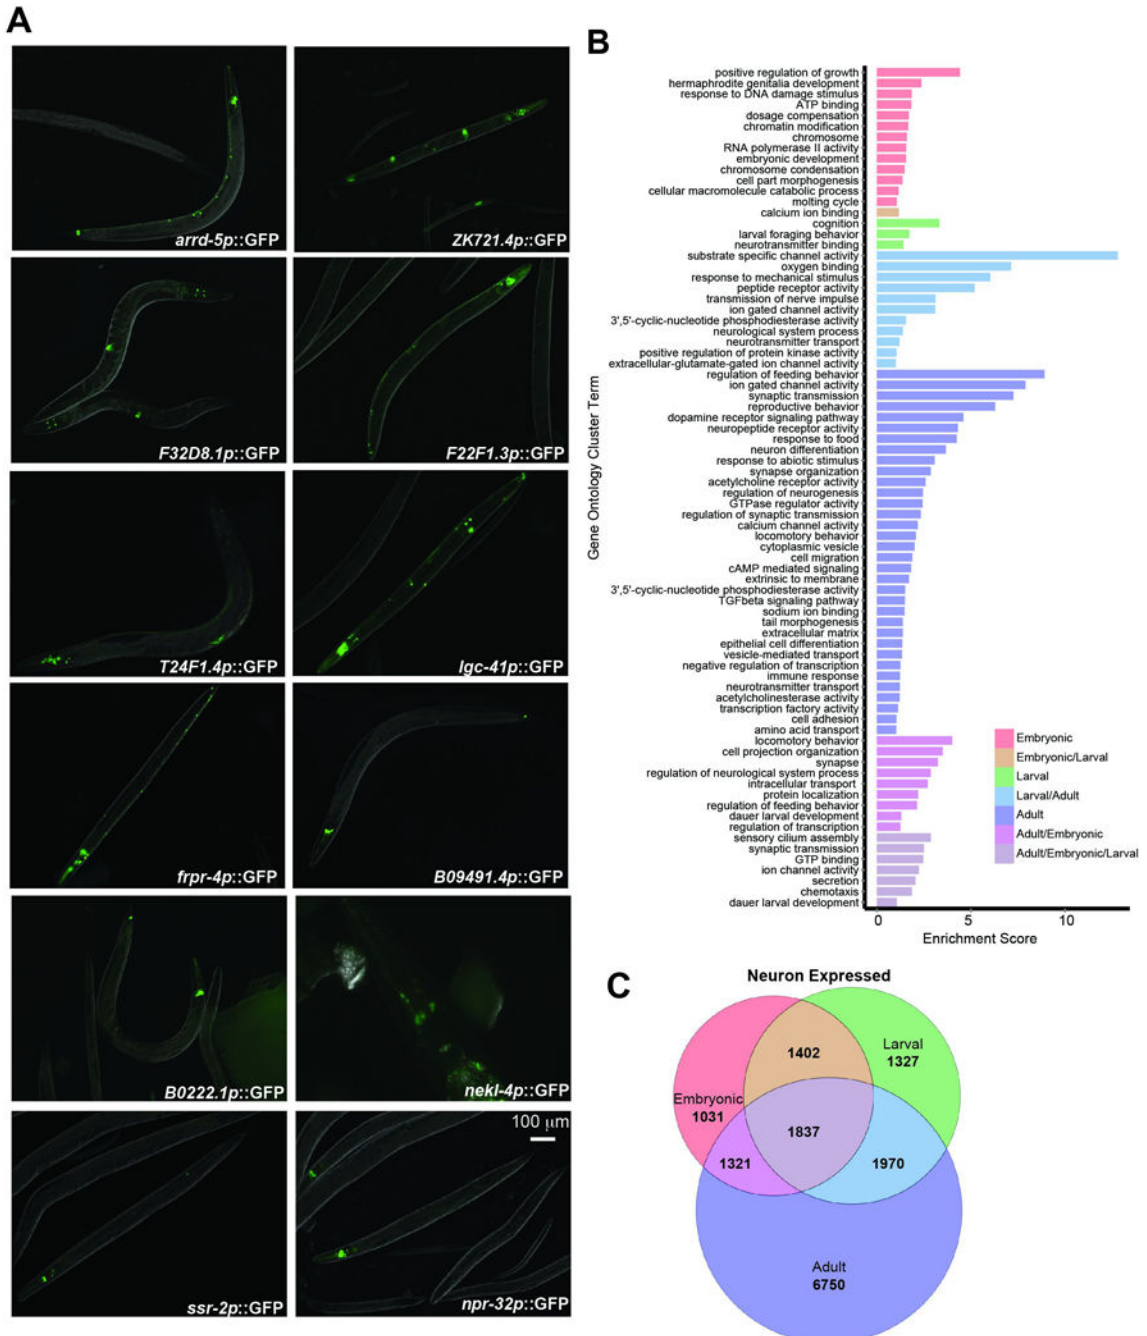 A
arrd-5p::GFP
ZK721.4p::GFP
F32D8.1p::GFP
F22F1.3p::GFP
T24F1.4p::GFP
lgc-41p::GFP
frpr-4p::GFP
B09491.4p::GFP
B0222.1p::GFP
nekl-4p::GFP
100 μm
ssr-2p::GFP
npr-32p::GFP
B
Gene Ontology Cluster Term
positive regulation of growth
hermaphrodite genitalia development
response to DNA damage stimulus
ATP binding
dosage compensation
chromatin modification
chromosome
RNA polymerase II activity
embryonic development
chromosome condensation
cell part morphogenesis
cellular macromolecule catabolic process
molting cycle
calcium ion binding
cognition
larval foraging behavior
neurotransmitter binding
substrate specific channel activity
oxygen binding
response to mechanical stimulus
peptide receptor activity
transmission of nerve impulse
ion gated channel activity
3',5'-cyclic-nucleotide phosphodiesterase activity
neurological system process
neurotransmitter transport
positive regulation of protein kinase activity
extracellular-glutamate-gated ion channel activity
regulation of feeding behavior
ion gated channel activity
synaptic transmission
reproductive behavior
dopamine receptor signaling pathway
neuropeptide receptor activity
response to food
neuron differentiation
response to abiotic stimulus
synapse organization
acetylcholine receptor activity
regulation of neurogenesis
GTPase regulator activity
regulation of synaptic transmission
calcium channel activity
locomotory behavior
cytoplasmic vesicle
cell migration
cAMP mediated signaling
extrinsic to membrane
3',5'-cyclic-nucleotide phosphodiesterase activity
TGFbeta signaling pathway
sodium ion binding
tail morphogenesis
extracellular matrix
epithelial cell differentiation
vesicle-mediated transport
negative regulation of transcription
immune response
neurotransmitter transport
acetylcholinesterase activity
transcription factor activity
cell adhesion
amino acid transport
locomotory behavior
cell projection organization
synapse
regulation of neurological system process
intracellular transport
protein localization
regulation of feeding behavior
dauer larval development
regulation of transcription
sensory cilium assembly
synaptic transmission
GTP binding
ion channel activity
secretion
chemotaxis
dauer larval development
0 5 10
Enrichment Score
Embryonic
Embryonic/Larval
Larval
Larval/Adult
Adult
Adult/Embryonic
Adult/Embryonic/Larval
C
Neuron Expressed
Larval
1327
1402
Embryonic
1031
1837
1321
1970
Adult
6750